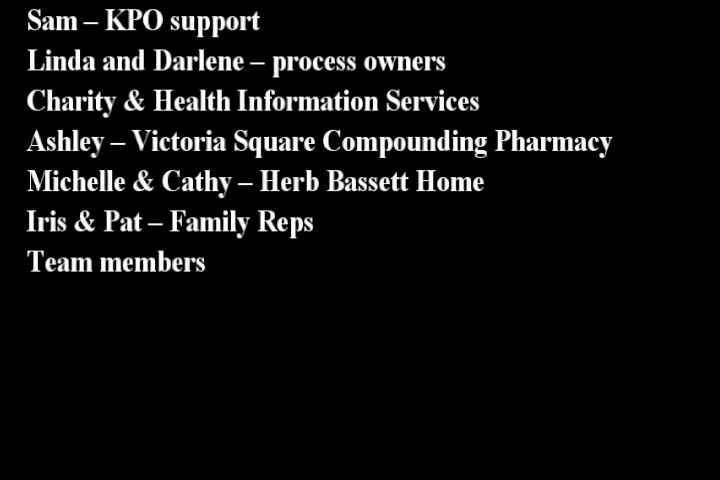 Sam – KPO support
Linda and Darlene – process owners
Charity & Health Information Services
Ashley – Victoria Square Compounding Pharmacy
Michelle & Cathy – Herb Bassett Home
Iris & Pat – Family Reps
Team members